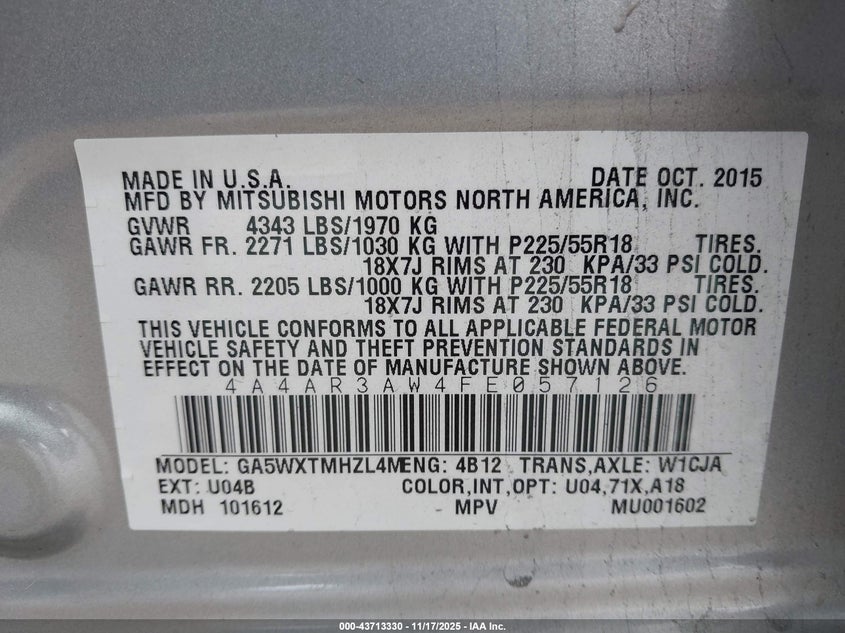 MADE IN U.S.A. DATE OCT. 2015
MFD BY MITSUBISHI MOTORS NORTH AMERICA, INC.
GVWR 4343 LBS/1970 KG
GAWR FR. 2271 LBS/1030 KG WITH P225/55R18 TIRES.
18X7J RIMS AT 230 KPA/33 PSI COLD.
GAWR RR. 2205 LBS/1000 KG WITH P225/55R18 TIRES.
18X7J RIMS AT 230 KPA/33 PSI COLD.
THIS VEHICLE CONFORMS TO ALL APPLICABLE FEDERAL MOTOR
VEHICLE SAFETY AND THEFT PREVENTION STANDARDS IN
EFFECT ON THE DATE OF MANUFACTURE SHOWN ABOVE.
4A4AR3AW4FE057126
MODEL: GA5WXTMHZL4M ENG: 4B12 TRANS,AXLE: W1CJA
EXT: U04B COLOR,INT,OPT: U04,71X,A18
MDH 101612 - MPV MU001602
000-43713330 - 11/17/2025 - IAA Inc.